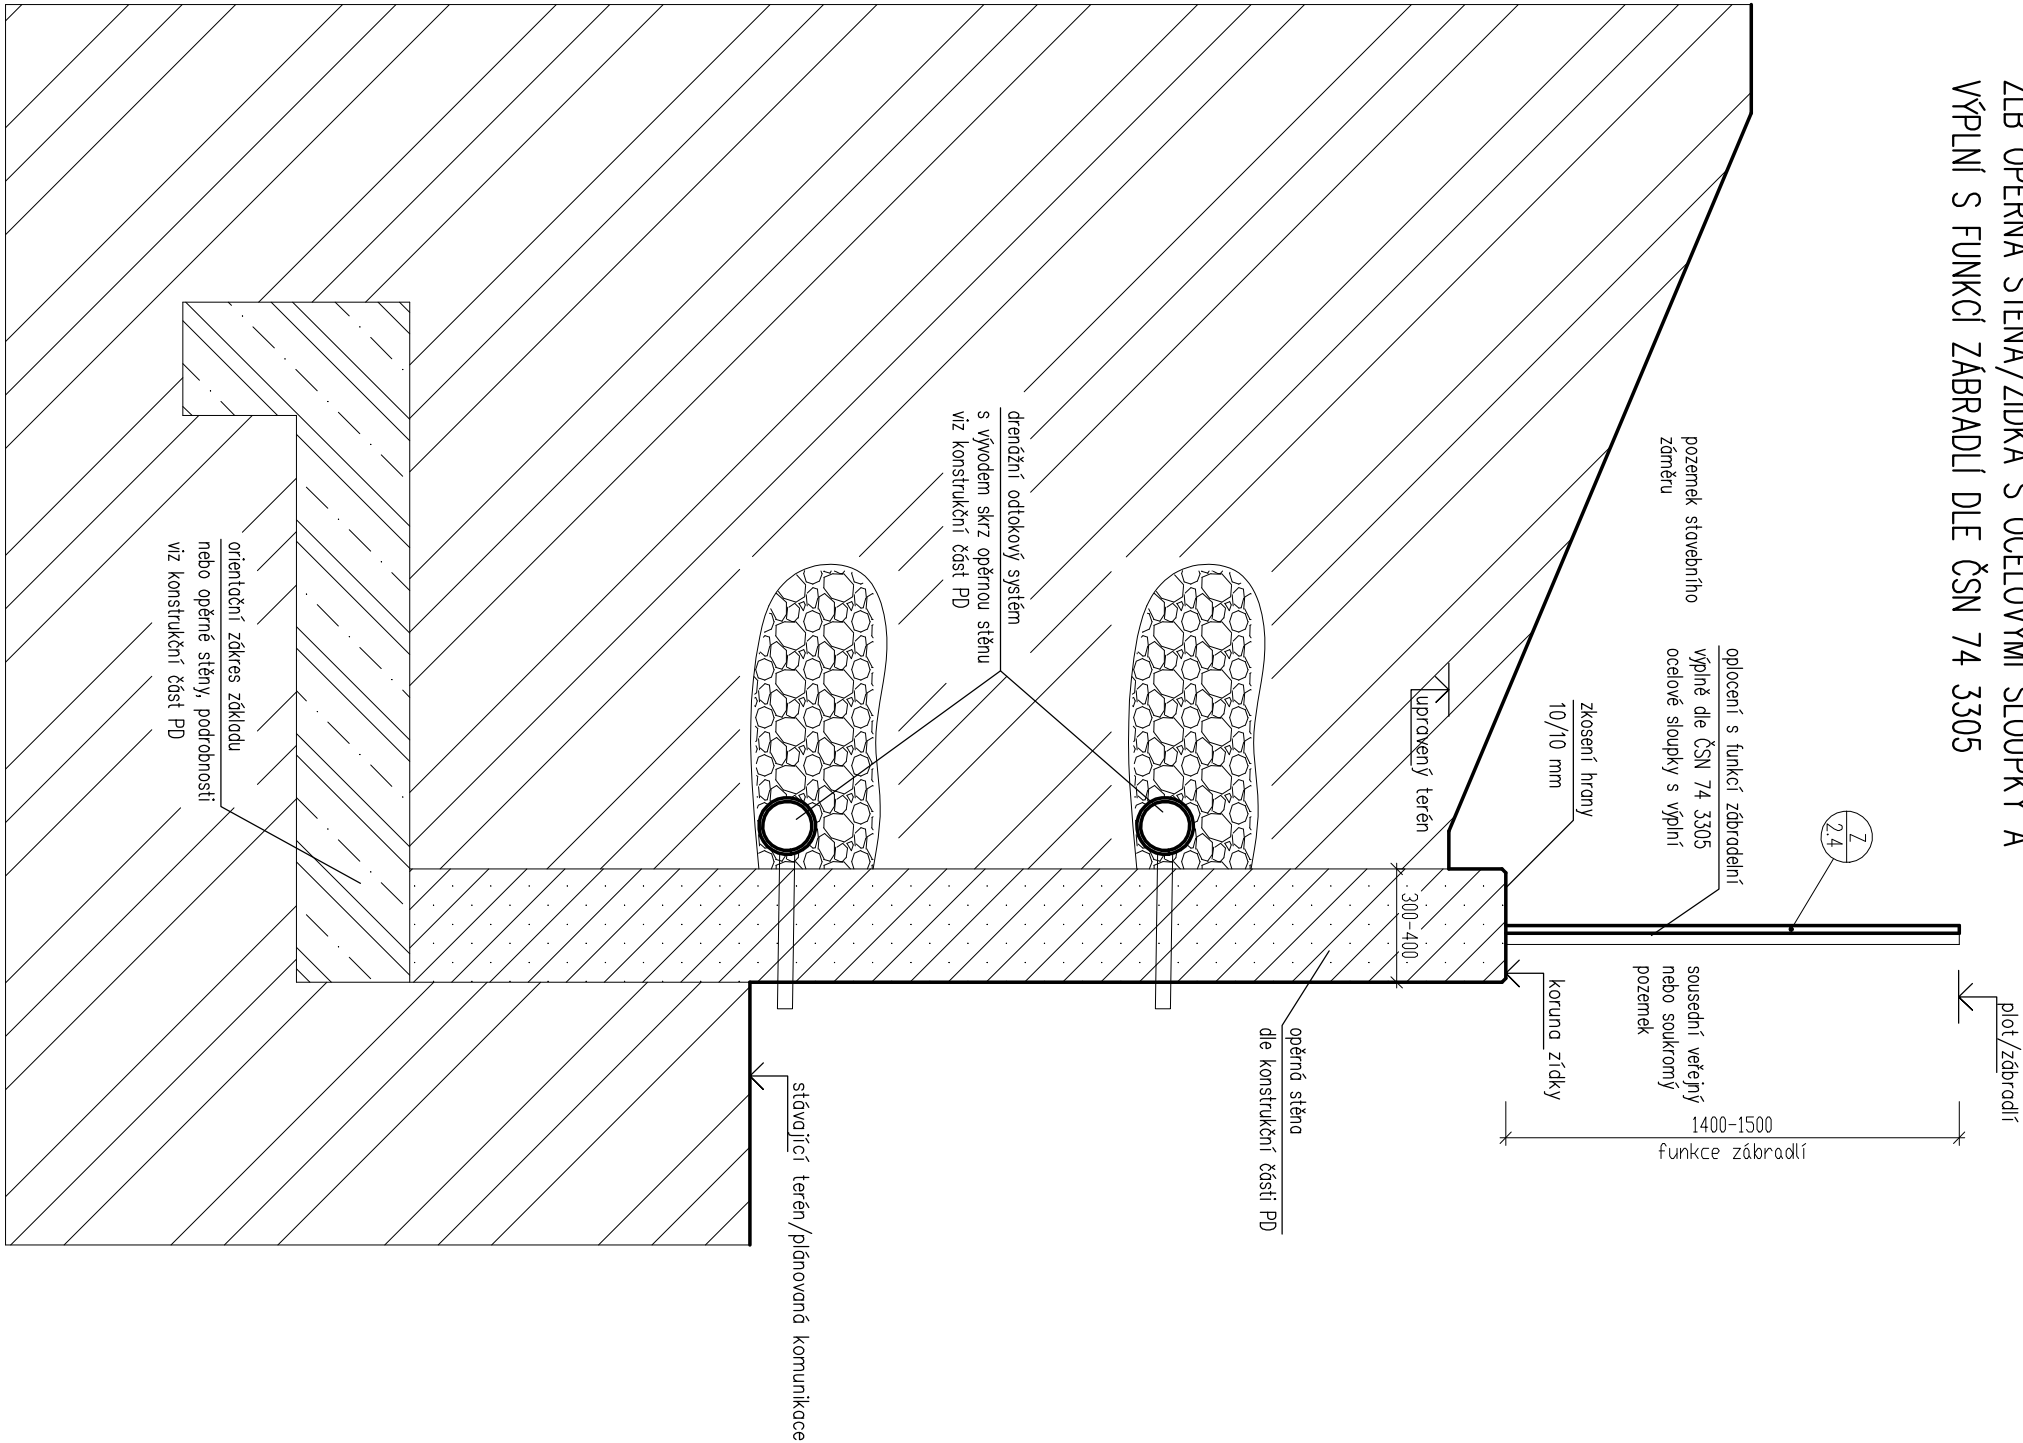 ŽLB OPĚRNÁ STĚNA/ZÍDKA S OCELOVÝMI SLOUPKY A
VÝPLNÍ S FUNKCÍ ZÁBRADLÍ DLE ČSN 74 3305
Z
2.4
plot/zábradlí
oplocení s funkcí zábradelní
výplně dle ČSN 74 3305
ocelové sloupky s výplní
pozemek stavebního
záměru
sousední veřejný
nebo soukromý
pozemek
1400-1500
funkce zábradlí
zkosení hrany
10/10 mm
koruna zídky
upravený terén
300-400
opěrná stěna
dle konstrukční části PD
drenážní odtokový systém
s vývodem skrz opěrnou stěnu
viz konstrukční část PD
stávající terén/plánovaná komunikace
orientační zákres základu
nebo opěrné stěny, podrobnosti
viz konstrukční část PD